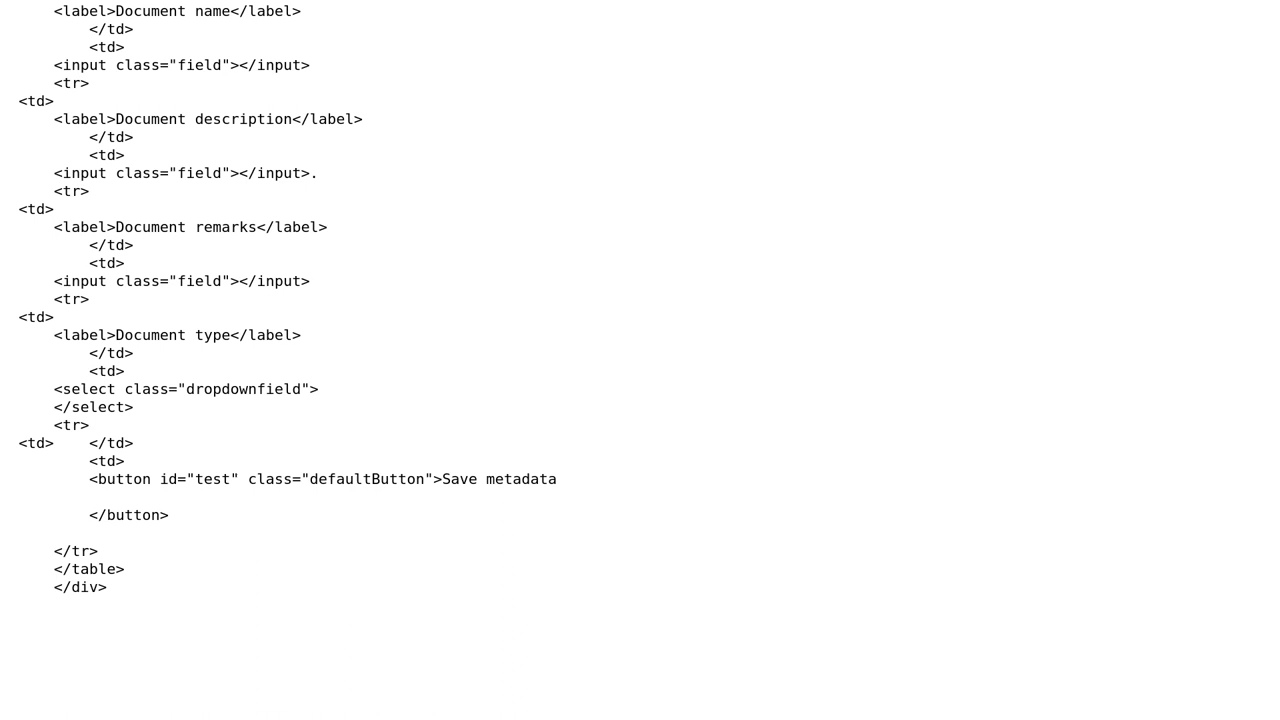 <label>Document name</label>
</td>
<td>
<input class="field"></input>
<tr>
<td>
<label>Document description</label>
</td>
<td>
<input class="field"></input>.
<tr>
<td>
<label>Document remarks</label>
</td>
<td>
<input class="field"></input>
<tr>
<td>
<label>Document type</label>
</td>
<td>
<select class="dropdownfield">
</select>
<tr>
<td>    </td>
<td>
<button id="test" class="defaultButton">Save metadata
</button>
</tr>
</table>
</div>